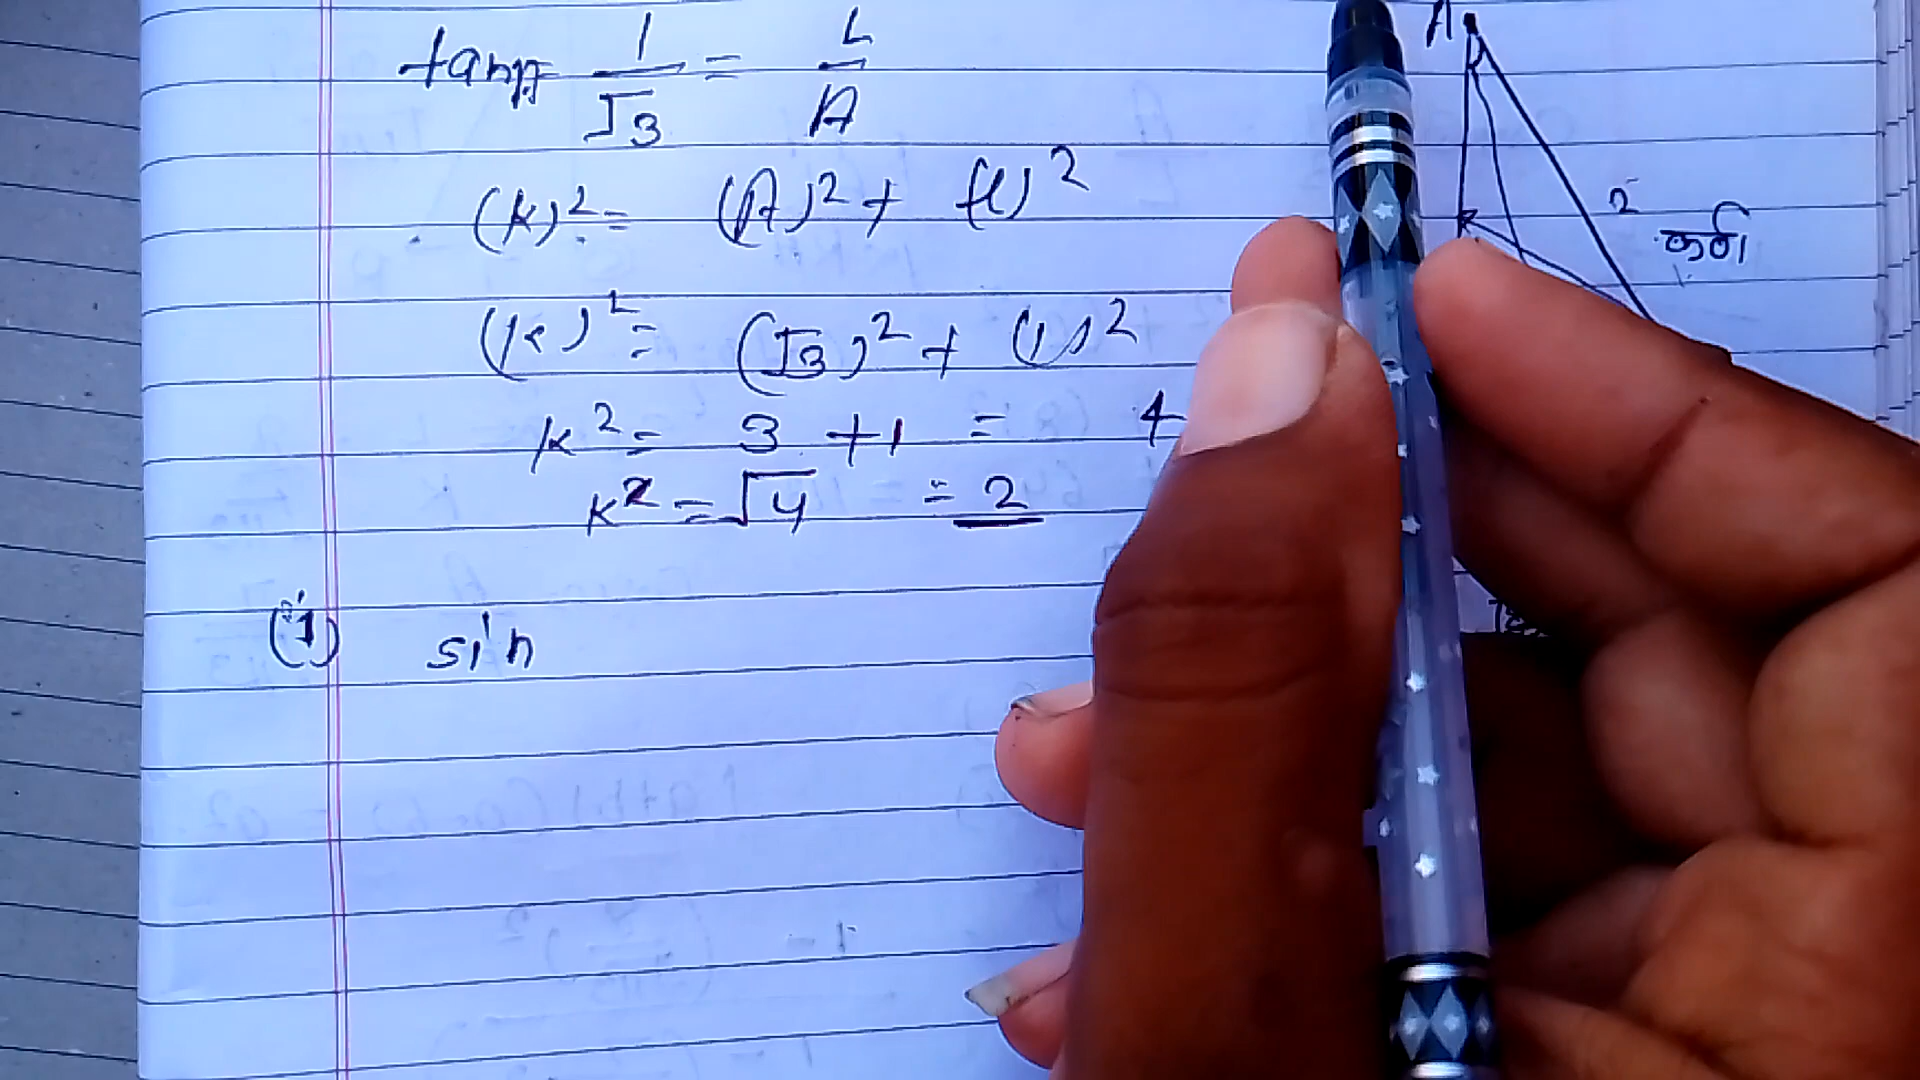 tanA = 1/√3 = L/A
(K)² = (A)² + (L)²
(K)² = (√3)² + (1)²
K² = 3 + 1 = 4
K² = √4 = 2
(1) sin
A
2
कर्ण